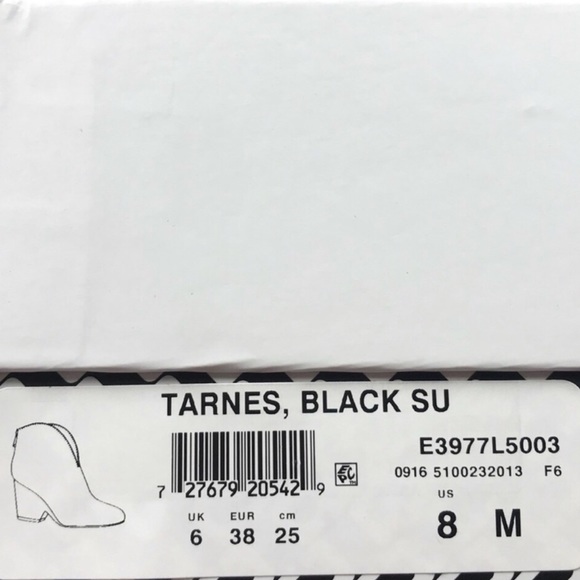 TARNES, BLACK SU
E3977L5003
7 27679 20542 9
0916 5100232013 F6
UK EUR cm
6 38 25
US
8 M